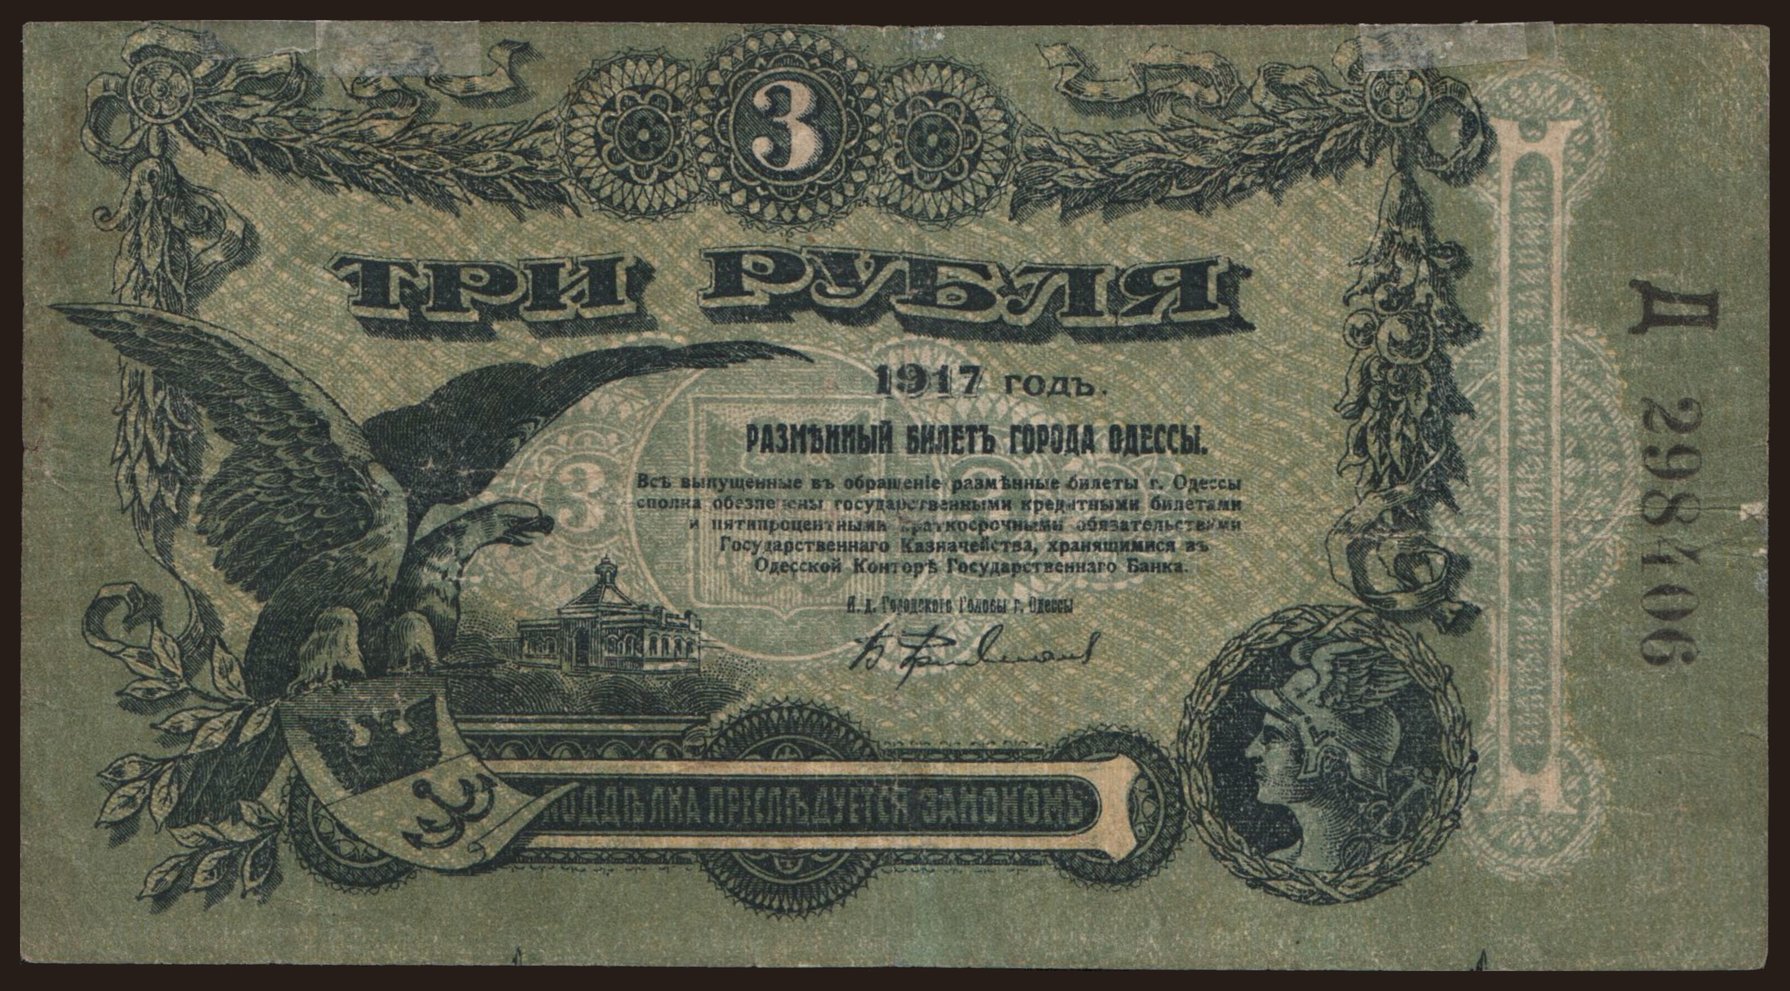 3
ТРИ РУБЛЯ
1917 ГОДЪ.
РАЗМѢННЫЙ БИЛЕТЪ ГОРОДА ОДЕССЫ.
3
Всѣ выпущенные въ обращеніе размѣнные билеты г. Одессы
сполна обезпечены государственными кредитными билетами
и пятипроцентными краткосрочными обязательствами
Государственнаго Казначейства, хранящимися въ
Одесской Конторѣ Государственнаго Банка.
И. д. Городского Головы г. Одессы
ПОДДѢЛКА ПРЕСЛѢДУЕТСЯ ЗАКОНОМЪ
Д 298406